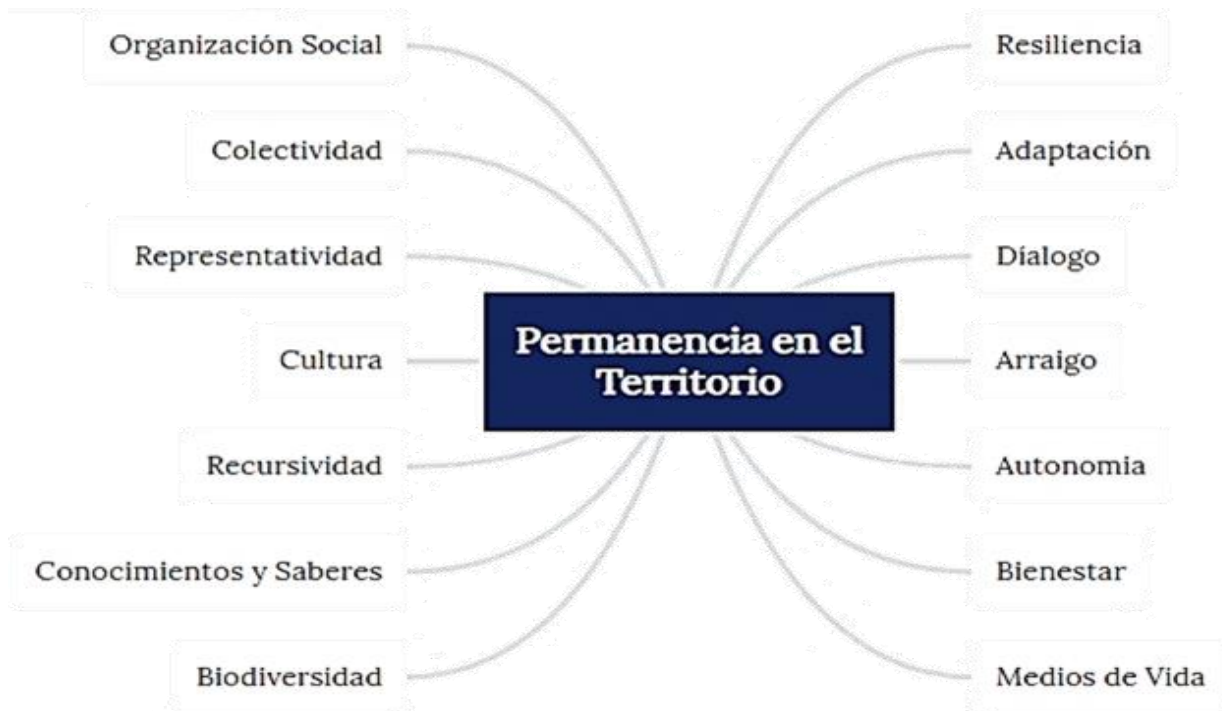 Organización Social
Colectividad
Representatividad
Cultura
Recursividad
Conocimientos y Saberes
Biodiversidad
Permanencia en el
Territorio
Resiliencia
Adaptación
Díalogo
Arraigo
Autonomia
Bienestar
Medios de Vida